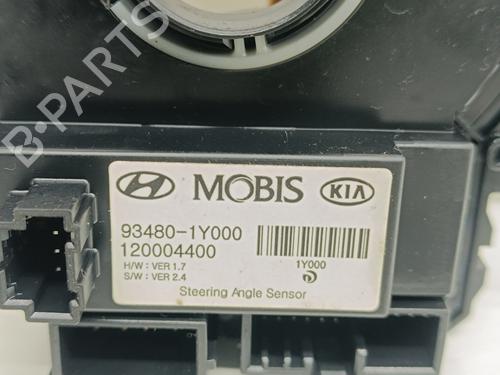 B-PARTS
MOBIS KIA
93480-1Y000
120004400
H/W : VER 1.7
S/W : VER 2.4
1Y000
Steering Angle Sensor